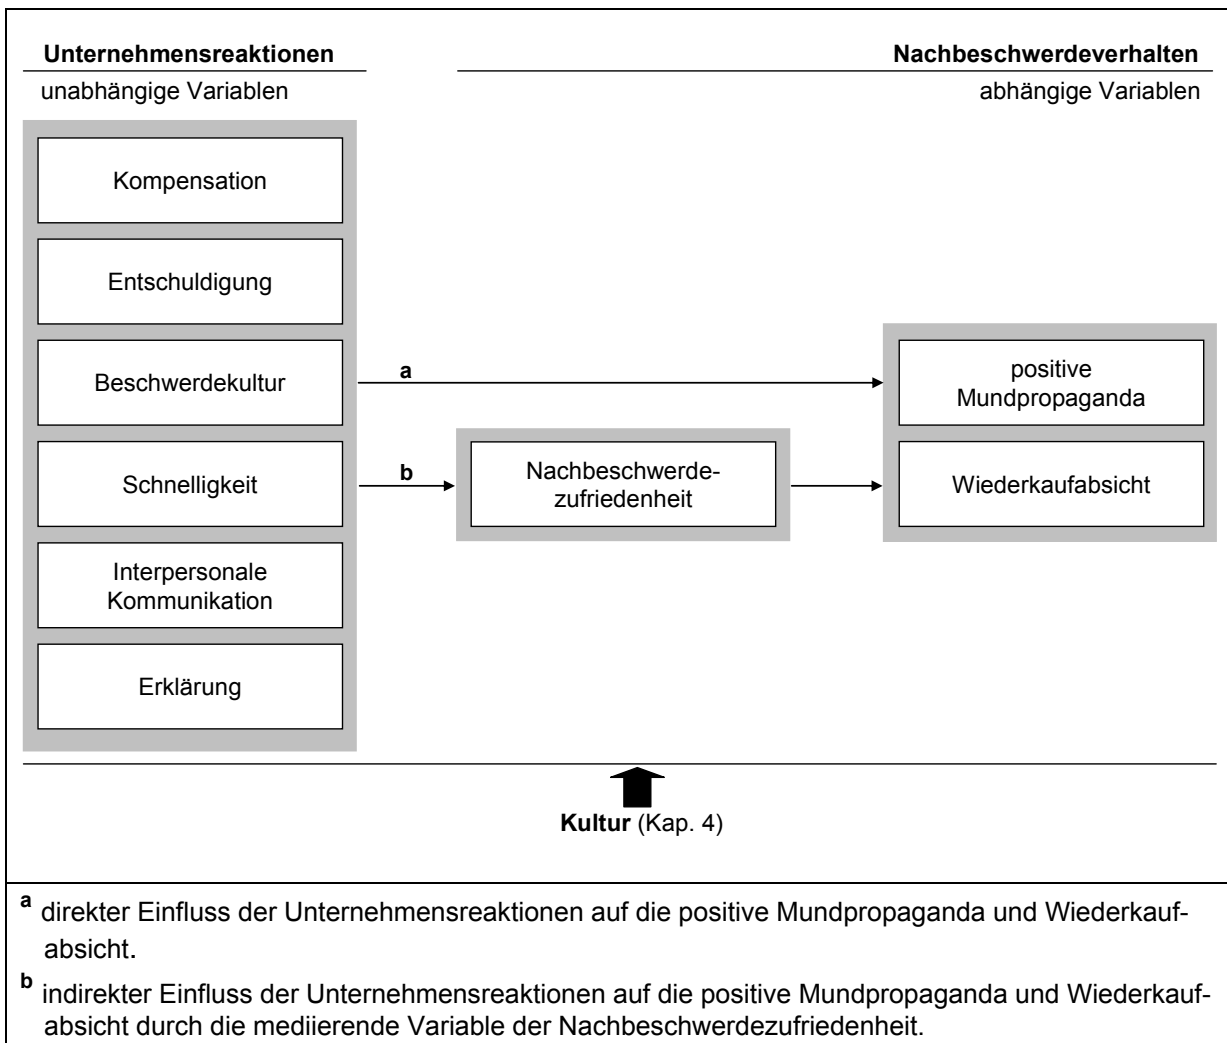 Unternehmensreaktionen
Nachbeschwerdeverhalten
unabhängige Variablen
abhängige Variablen
Kompensation
Entschuldigung
Beschwerdekultur
a
positive
Mundpropaganda
Schnelligkeit
b
Nachbeschwerde-
zufriedenheit
Wiederkaufabsicht
Interpersonale
Kommunikation
Erklärung
Kultur (Kap. 4)
a direkter Einfluss der Unternehmensreaktionen auf die positive Mundpropaganda und Wiederkauf-
absicht.
b indirekter Einfluss der Unternehmensreaktionen auf die positive Mundpropaganda und Wiederkauf-
absicht durch die mediierende Variable der Nachbeschwerdezufriedenheit.